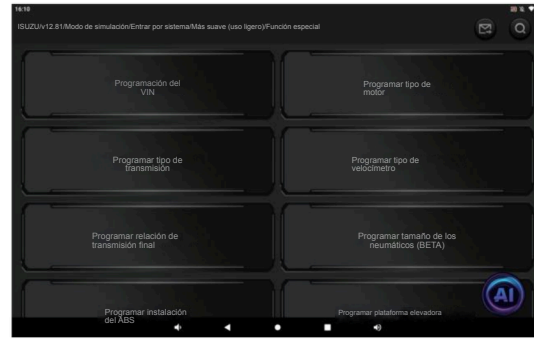 16:10
ISUZU/v12.81/Modo de simulación/Entrar por sistema/Más suave (uso ligero)/Función especial
Programación del
VIN
Programar tipo de
motor
Programar tipo de
transmisión
Programar tipo de
velocímetro
Programar relación de
transmisión final
Programar tamaño de los
neumáticos (BETA)
Programar instalación
del ABS
Programar plataforma elevadora
AI